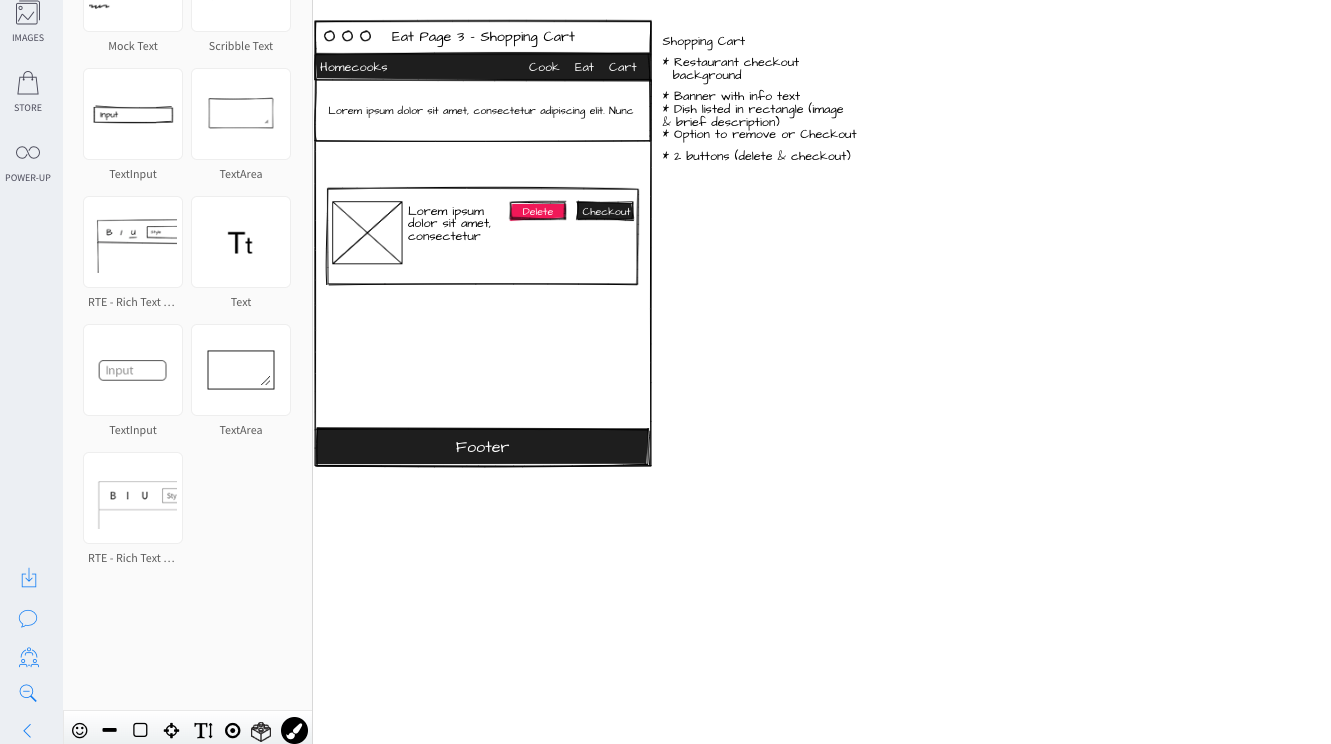 IMAGES
STORE
POWER-UP
Mock Text
Scribble Text
Input
TextInput
TextArea
B I U Style
RTE - Rich Text ...
Tt
Text
Input
TextInput
TextArea
B I U Sty
RTE - Rich Text ...
T
Eat Page 3 - Shopping Cart
Homecooks Cook Eat Cart
Lorem ipsum dolor sit amet, consectetur adipiscing elit. Nunc
Lorem ipsum
dolor sit amet,
consectetur
Delete
Checkout
Footer
Shopping Cart
* Restaurant checkout
background
* Banner with info text
* Dish listed in rectangle (image
& brief description)
* Option to remove or Checkout
* 2 buttons (delete & checkout)